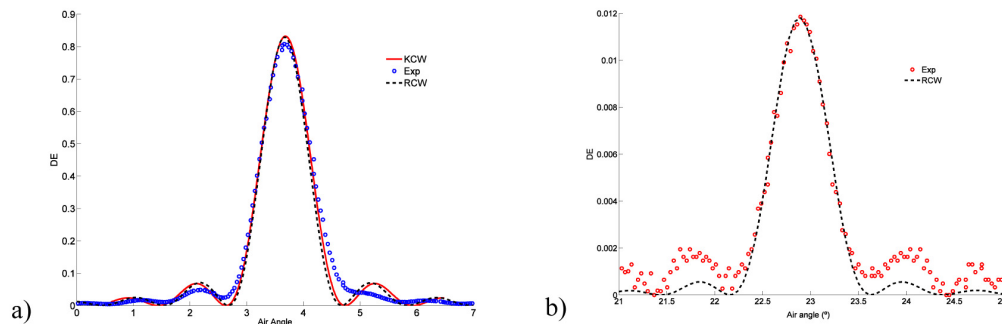 0.9
0.8
0.7
0.6
0.5
0.4
0.3
0.2
0.1
0
DE
KCW
Exp
RCW
0 1 2 3 4 5 6 7
Air Angle
a)
0.012
0.01
0.008
0.006
0.004
0.002
0
DE
Exp
RCW
21 21.5 22 22.5 23 23.5 24 24.5
Air angle (º)
b)